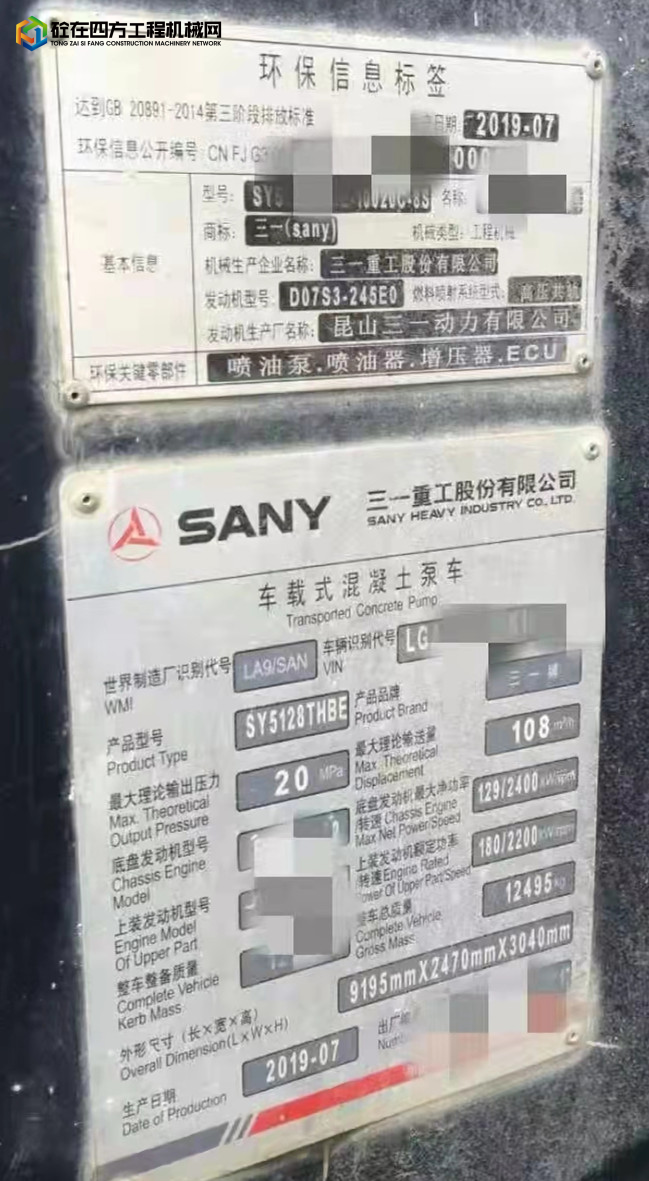 砼在四方工程机械网
TONG ZAI SI FANG CONSTRUCTION MACHINERY NETWORK
环保信息标签
达到GB 20891-2014第三阶段排放标准 日期: 2019-07
环保信息公开编号: CN FJ G3 000
型号: SY5 10020C-8S 名称:
商标: 三一(sany) 机械类型: 工程机械
基本信息
机械生产企业名称: 三一重工股份有限公司
发动机型号: D07S3-245E0 燃料喷射系统型式: 高压共轨
发动机生产厂名称: 昆山三一动力有限公司
环保关键零部件 喷油泵.喷油器.增压器.ECU
SANY 三一重工股份有限公司
SANY HEAVY INDUSTRY CO., LTD.
车载式混凝土泵车
Transported Concrete Pump
世界制造厂识别代号 LA9/SAN 车辆识别代号 LG
WMI VIN
产品型号 SY5128THBE 产品品牌 三一牌
Product Type Product Brand
最大理论输出压力 20 MPa 最大理论输送量 108 m³/h
Max. Theoretical Max. Theoretical
Output Pressure Displacement
底盘发动机型号 底盘发动机最大净功率 129/2400 kW/rpm
Chassis Engine /转速 Chassis Engine
Model Max Net Power/Speed
上装发动机型号 上装发动机额定功率 180/2200 kW/rpm
Engine Model /转速 Engine Rated
Of Upper Part Power Of Upper Part/Speed
整车整备质量 整车总质量 12495 kg
Complete Vehicle Complete Vehicle
Kerb Mass Gross Mass
外形尺寸 (长×宽×高) 9195mmX2470mmX3040mm
Overall Dimension(L×W×H)
生产日期 2019-07 出厂
Date of Production